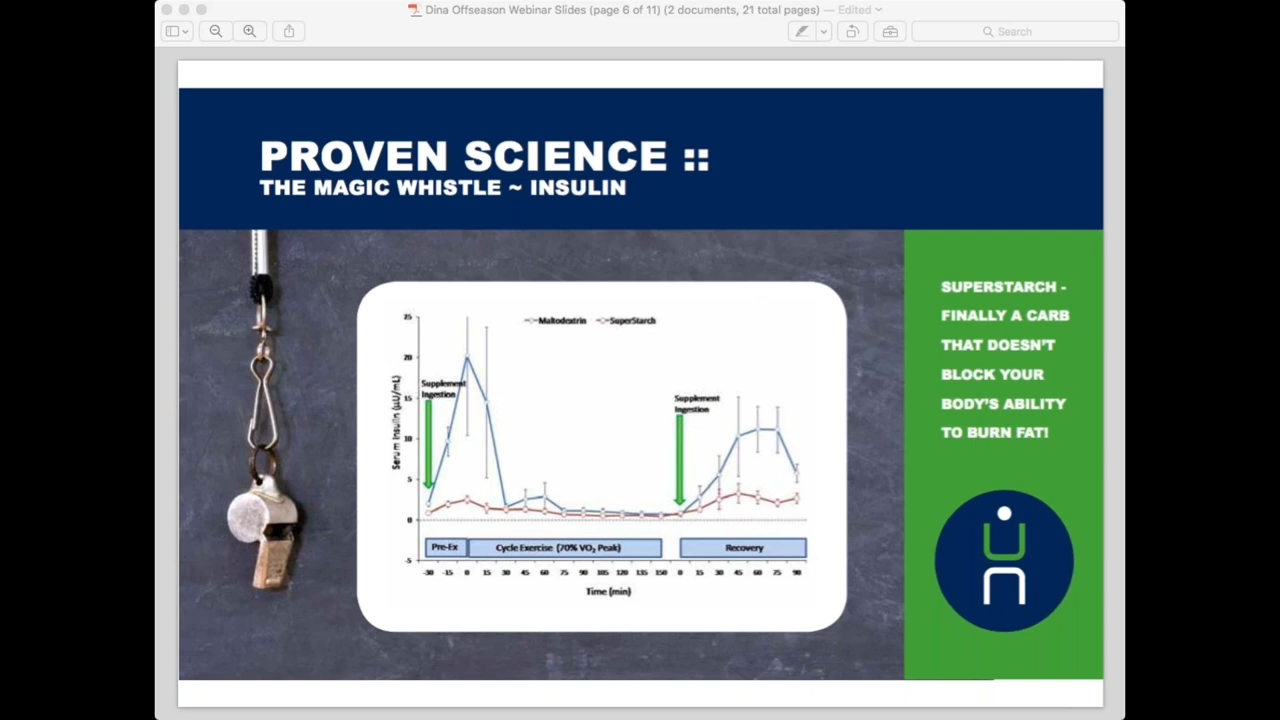 Dina Offseason Webinar Slides (page 6 of 11) (2 documents, 21 total pages) — Edited
Search
PROVEN SCIENCE ::
THE MAGIC WHISTLE ~ INSULIN
25
20
15
10
5
0
-5
Serum Insulin (µU/mL)
Maltodextrin
SuperStarch
Supplement
Ingestion
Supplement
Ingestion
Pre-Ex
Cycle Exercise (70% VO₂ Peak)
Recovery
-30 -15 0 15 30 45 60 75 90 105 120 135 150 0 15 30 45 60 75 90
Time (min)
SUPERSTARCH -
FINALLY A CARB
THAT DOESN'T
BLOCK YOUR
BODY'S ABILITY
TO BURN FAT!